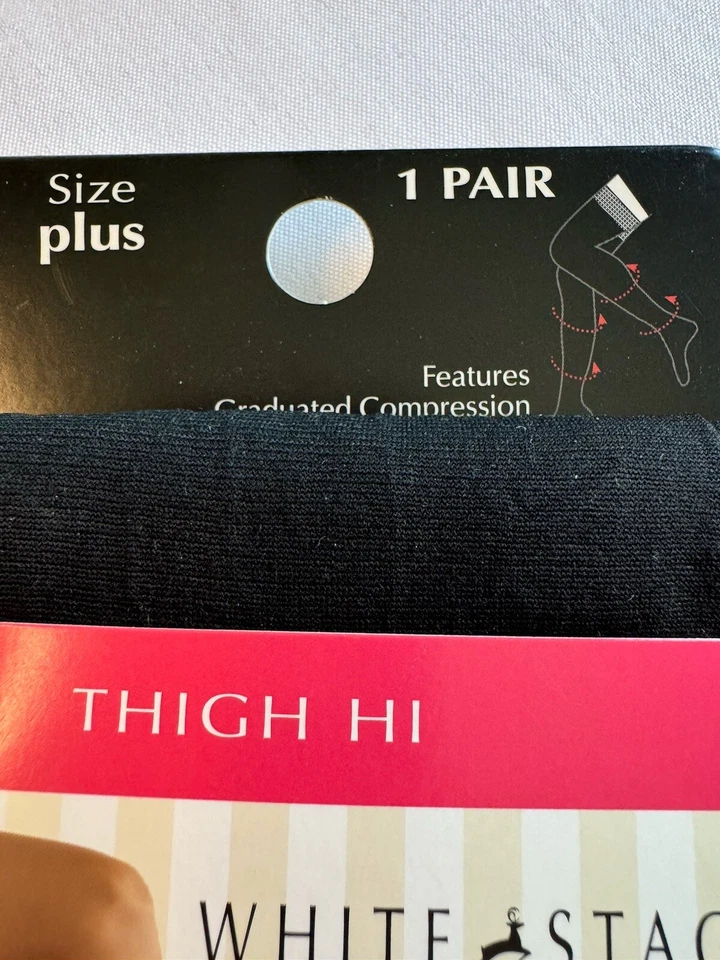 Size
plus
1 PAIR
Features
Graduated Compression
THIGH HI
WHITE STAG